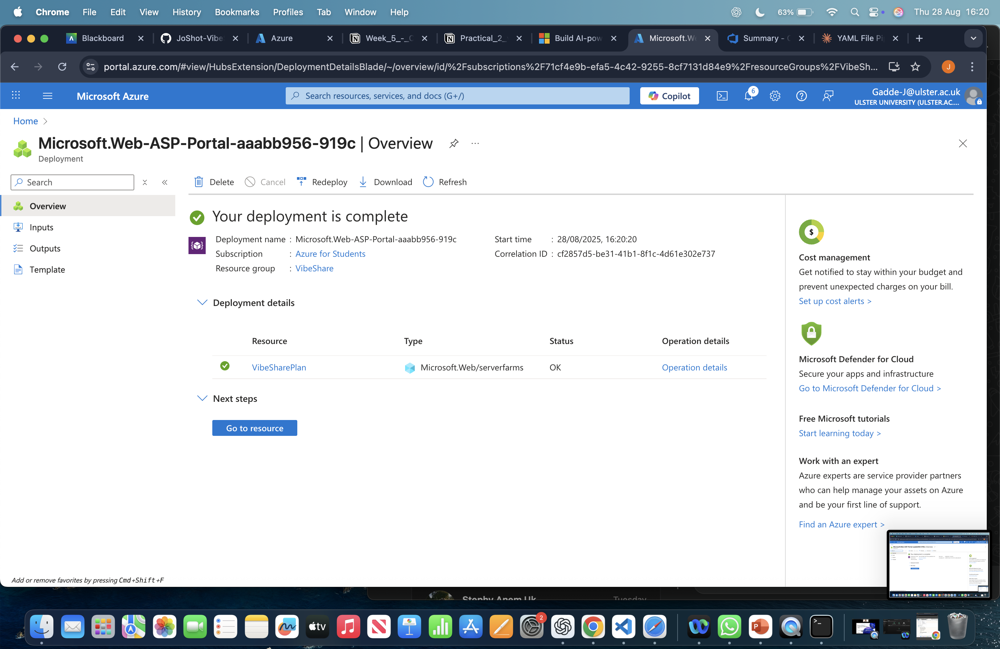 Chrome File Edit View History Bookmarks Profiles Tab Window Help 63% Thu 28 Aug 16:20
Blackboard JoShot-Vibe Azure Week_5_-_ Practical_2_ Build AI-pow Microsoft.We Summary - YAML File Pi
portal.azure.com/#view/HubsExtension/DeploymentDetailsBlade/~/overview/id/%2Fsubscriptions%2F71cf4e9b-efa5-4c42-9255-8cf7131d84e9%2FresourceGroups%2FVibeSh... J
Microsoft Azure Search resources, services, and docs (G+/) Copilot 6 Gadde-J@ulster.ac.uk
ULSTER UNIVERSITY (ULSTER.AC....
Home
Microsoft.Web-ASP-Portal-aaabb956-919c | Overview
Deployment
Search
Delete Cancel Redeploy Download Refresh
Overview
Inputs
Outputs
Template
Your deployment is complete
Deployment name : Microsoft.Web-ASP-Portal-aaabb956-919c
Subscription : Azure for Students
Resource group : VibeShare
Start time : 28/08/2025, 16:20:20
Correlation ID : cf2857d5-be31-41b1-8f1c-4d61e302e737
Deployment details
Resource Type Status Operation details
VibeSharePlan Microsoft.Web/serverfarms OK Operation details
Next steps
Go to resource
$
Cost management
Get notified to stay within your budget and
prevent unexpected charges on your bill.
Set up cost alerts >
Microsoft Defender for Cloud
Secure your apps and infrastructure
Go to Microsoft Defender for Cloud >
Free Microsoft tutorials
Start learning today >
Work with an expert
Azure experts are service provider partners
who can help manage your assets on Azure
and be your first line of support.
Find an Azure expert >
Add or remove favorites by pressing Cmd+Shift+F
Stephy Anem Uk Tuesday
tv 2 P